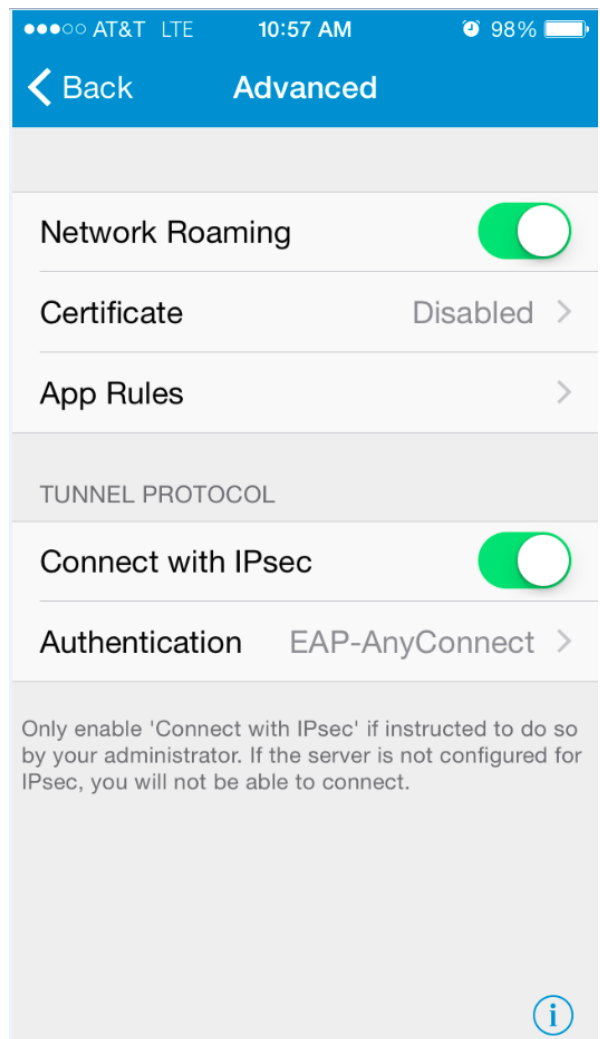 AT&T LTE 10:57 AM 98%
Back Advanced
Network Roaming
Certificate Disabled
App Rules
TUNNEL PROTOCOL
Connect with IPsec
Authentication EAP-AnyConnect
Only enable 'Connect with IPsec' if instructed to do so
by your administrator. If the server is not configured for
IPsec, you will not be able to connect.
i